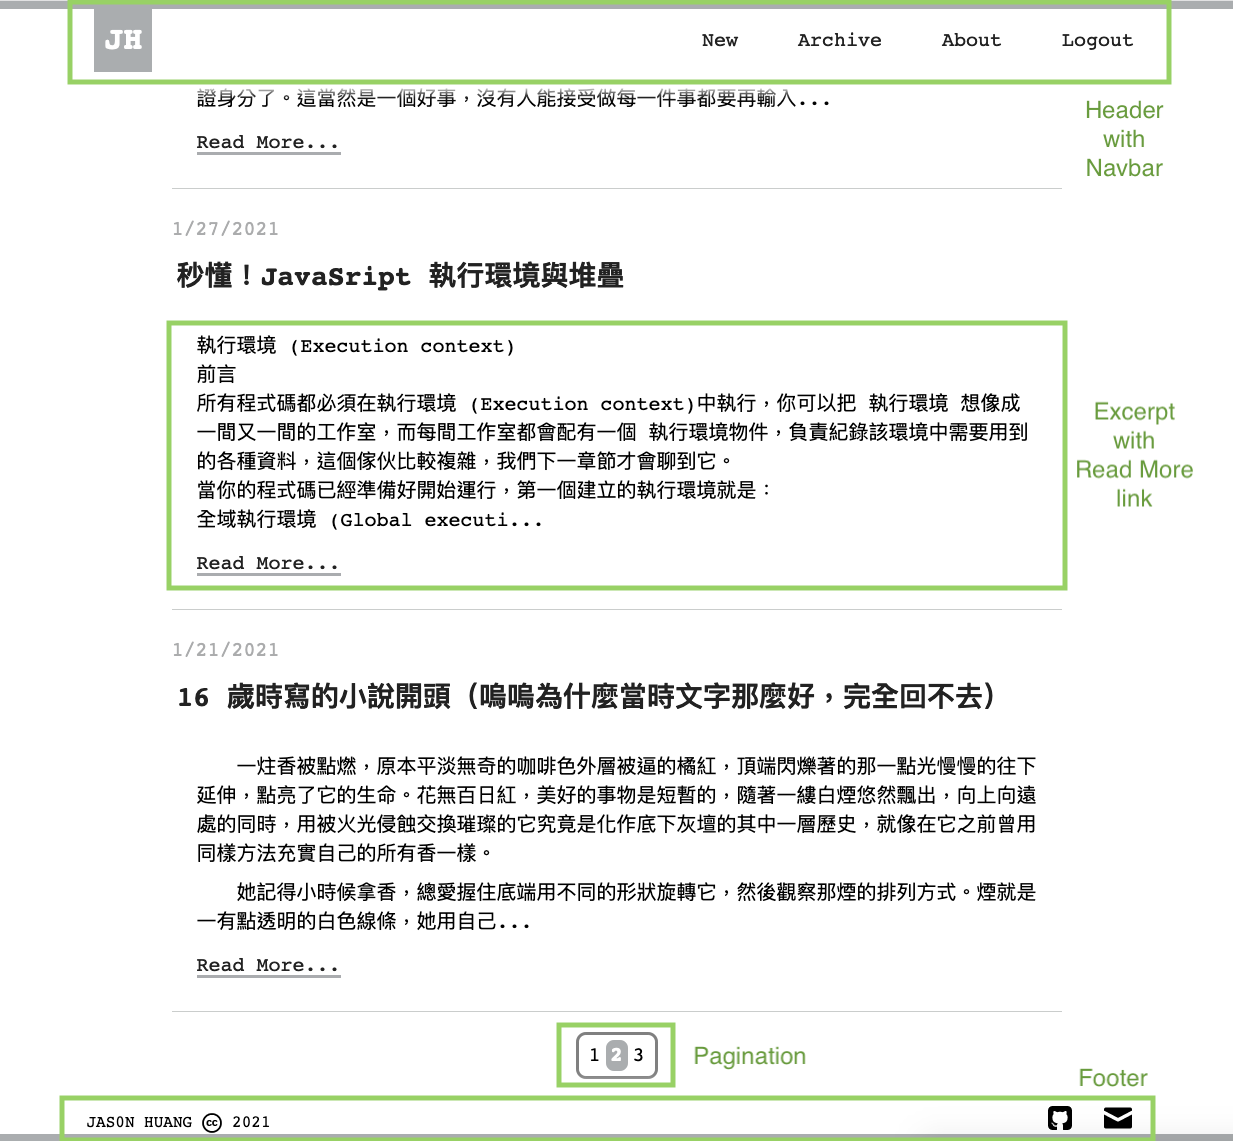 JH
New Archive About Logout
證身分了。這當然是一個好事，沒有人能接受做每一件事都要再輸入...
Header
with
Navbar
Read More...
1/27/2021
秒懂！JavaSript 執行環境與堆疊
執行環境 (Execution context)
前言
所有程式碼都必須在執行環境 (Execution context)中執行，你可以把 執行環境 想像成
一間又一間的工作室，而每間工作室都會配有一個 執行環境物件，負責紀錄該環境中需要用到
的各種資料，這個傢伙比較複雜，我們下一章節才會聊到它。
當你的程式碼已經準備好開始運行，第一個建立的執行環境就是：
全域執行環境 (Global executi...
Read More...
Excerpt
with
Read More
link
1/21/2021
16 歲時寫的小說開頭（嗚嗚為什麼當時文字那麼好，完全回不去）
一炷香被點燃，原本平淡無奇的咖啡色外層被逼的橘紅，頂端閃爍著的那一點光慢慢的往下
延伸，點亮了它的生命。花無百日紅，美好的事物是短暫的，隨著一縷白煙悠然飄出，向上向遠
處的同時，用被火光侵蝕交換璀璨的它究竟是化作底下灰壇的其中一層歷史，就像在它之前曾用
同樣方法充實自己的所有香一樣。
她記得小時候拿香，總愛握住底端用不同的形狀旋轉它，然後觀察那煙的排列方式。煙就是
一有點透明的白色線條，她用自己...
Read More...
1 2 3
Pagination
Footer
JASON HUANG cc 2021